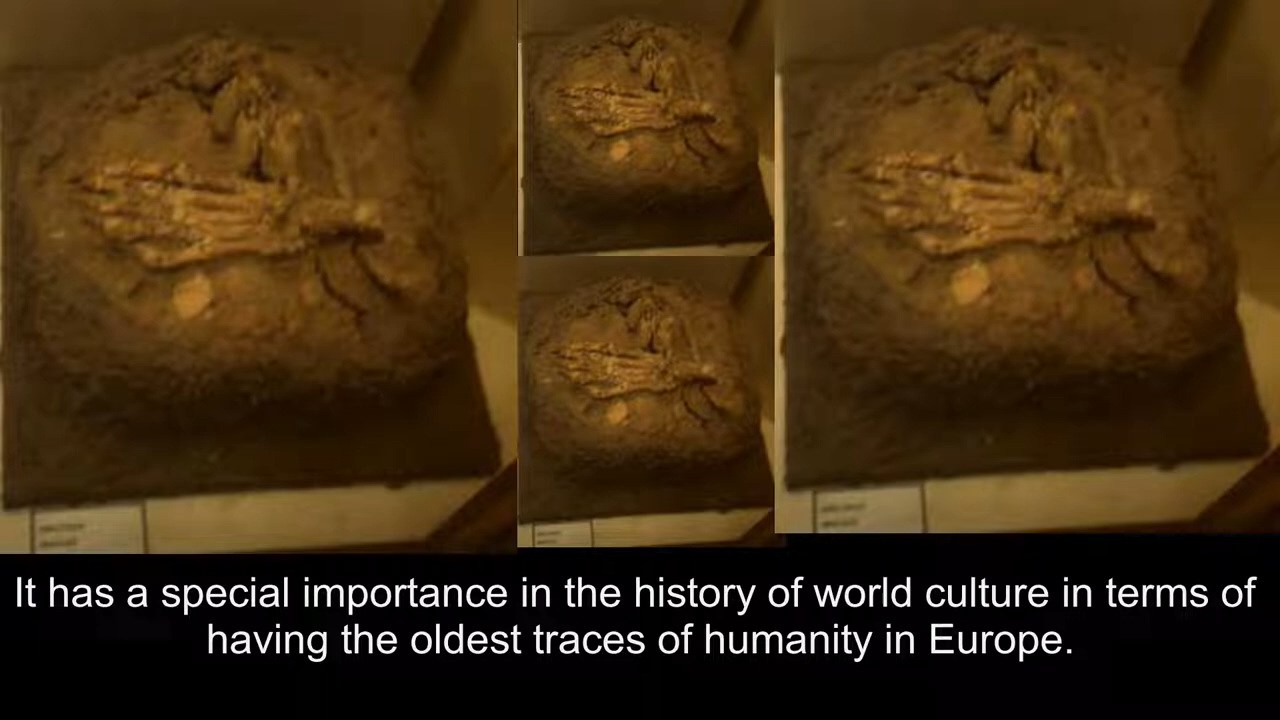 It has a special importance in the history of world culture in terms of
having the oldest traces of humanity in Europe.